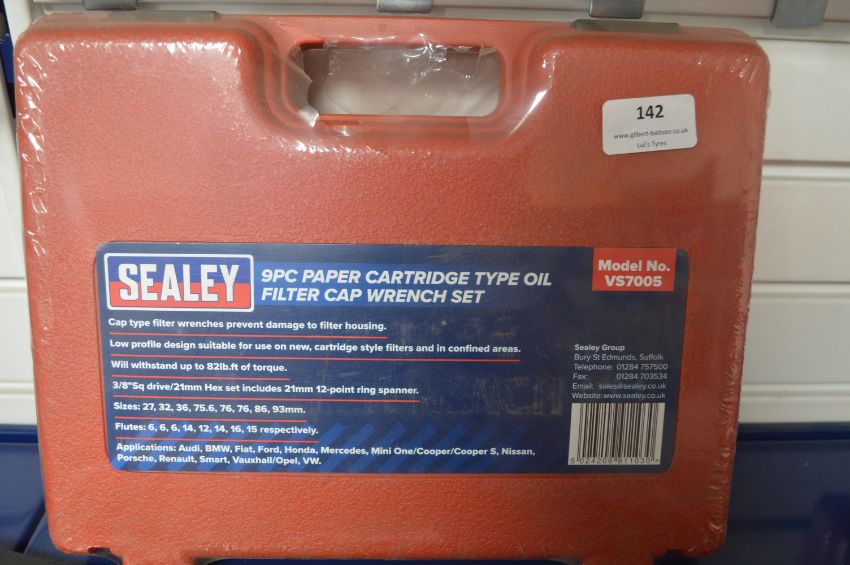 142
www.gilbert-baitson.co.uk
Lui's Tyres
SEALEY
9PC PAPER CARTRIDGE TYPE OIL
FILTER CAP WRENCH SET
Model No.
VS7005
Cap type filter wrenches prevent damage to filter housing.
Low profile design suitable for use on new, cartridge style filters and in confined areas.
Will withstand up to 82lb.ft of torque.
3/8"Sq drive/21mm Hex set includes 21mm 12-point ring spanner.
Sizes: 27, 32, 36, 75.6, 76, 76, 86, 93mm.
Flutes: 6, 6, 6, 14, 12, 14, 16, 15 respectively.
Applications: Audi, BMW, Fiat, Ford, Honda, Mercedes, Mini One/Cooper/Cooper S, Nissan,
Porsche, Renault, Smart, Vauxhall/Opel, VW.
Sealey Group
Bury St Edmunds, Suffolk
Telephone: 01284 757500
Fax: 01284 703534
Email: sales@sealey.co.uk
Website: www.sealey.co.uk
5 024209 911030 >